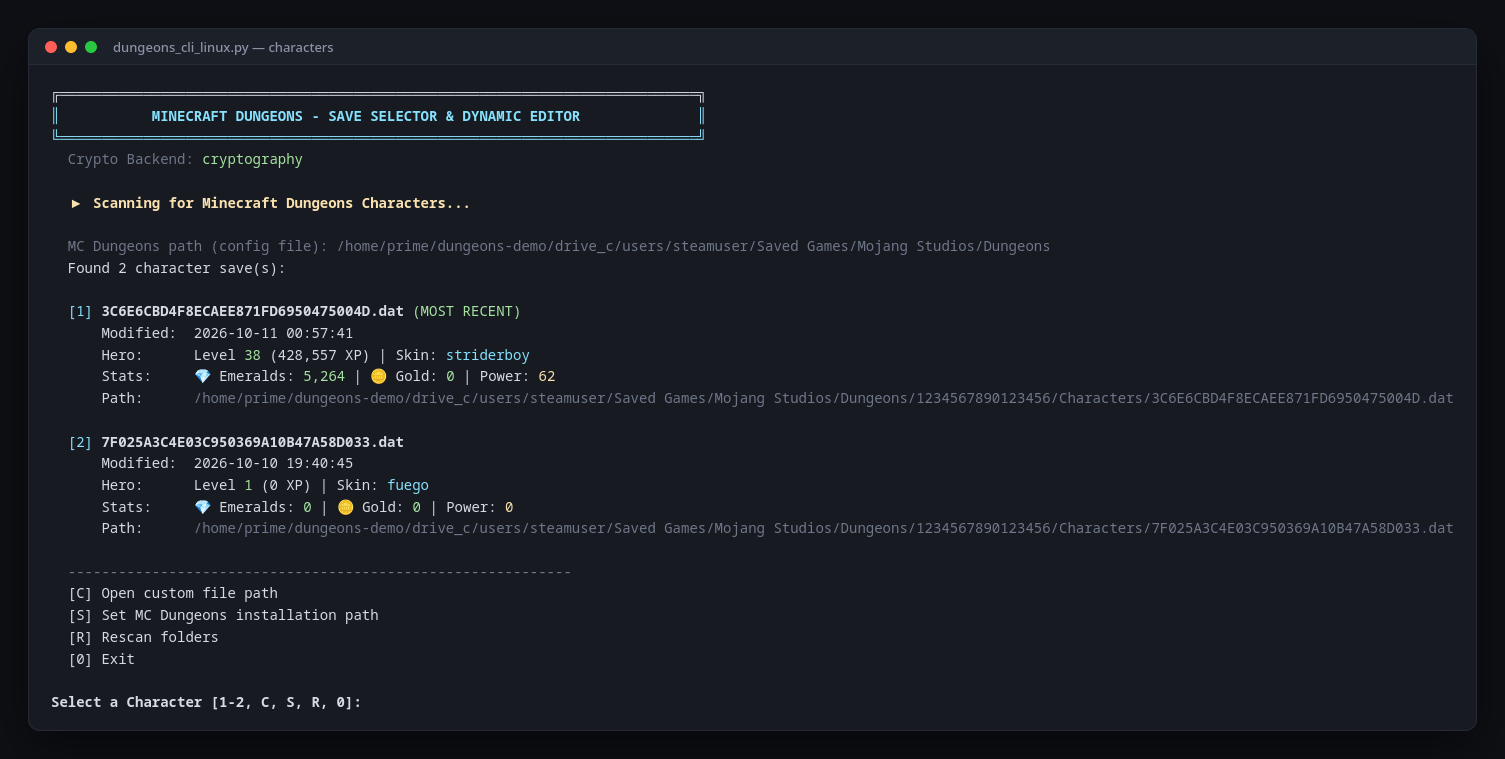 dungeons_cli_linux.py — characters
MINECRAFT DUNGEONS - SAVE SELECTOR & DYNAMIC EDITOR
Crypto Backend: cryptography
► Scanning for Minecraft Dungeons Characters...
MC Dungeons path (config file): /home/prime/dungeons-demo/drive_c/users/steamuser/Saved Games/Mojang Studios/Dungeons
Found 2 character save(s):
[1] 3C6E6CBD4F8ECAEE871FD6950475004D.dat (MOST RECENT)
Modified: 2026-10-11 00:57:41
Hero: Level 38 (428,557 XP) | Skin: striderboy
Stats: 💎 Emeralds: 5,264 | 🪙 Gold: 0 | Power: 62
Path: /home/prime/dungeons-demo/drive_c/users/steamuser/Saved Games/Mojang Studios/Dungeons/1234567890123456/Characters/3C6E6CBD4F8ECAEE871FD6950475004D.dat
[2] 7F025A3C4E03C950369A10B47A58D033.dat
Modified: 2026-10-10 19:40:45
Hero: Level 1 (0 XP) | Skin: fuego
Stats: 💎 Emeralds: 0 | 🪙 Gold: 0 | Power: 0
Path: /home/prime/dungeons-demo/drive_c/users/steamuser/Saved Games/Mojang Studios/Dungeons/1234567890123456/Characters/7F025A3C4E03C950369A10B47A58D033.dat
------------------------------------------------------------
[C] Open custom file path
[S] Set MC Dungeons installation path
[R] Rescan folders
[0] Exit
Select a Character [1-2, C, S, R, 0]: